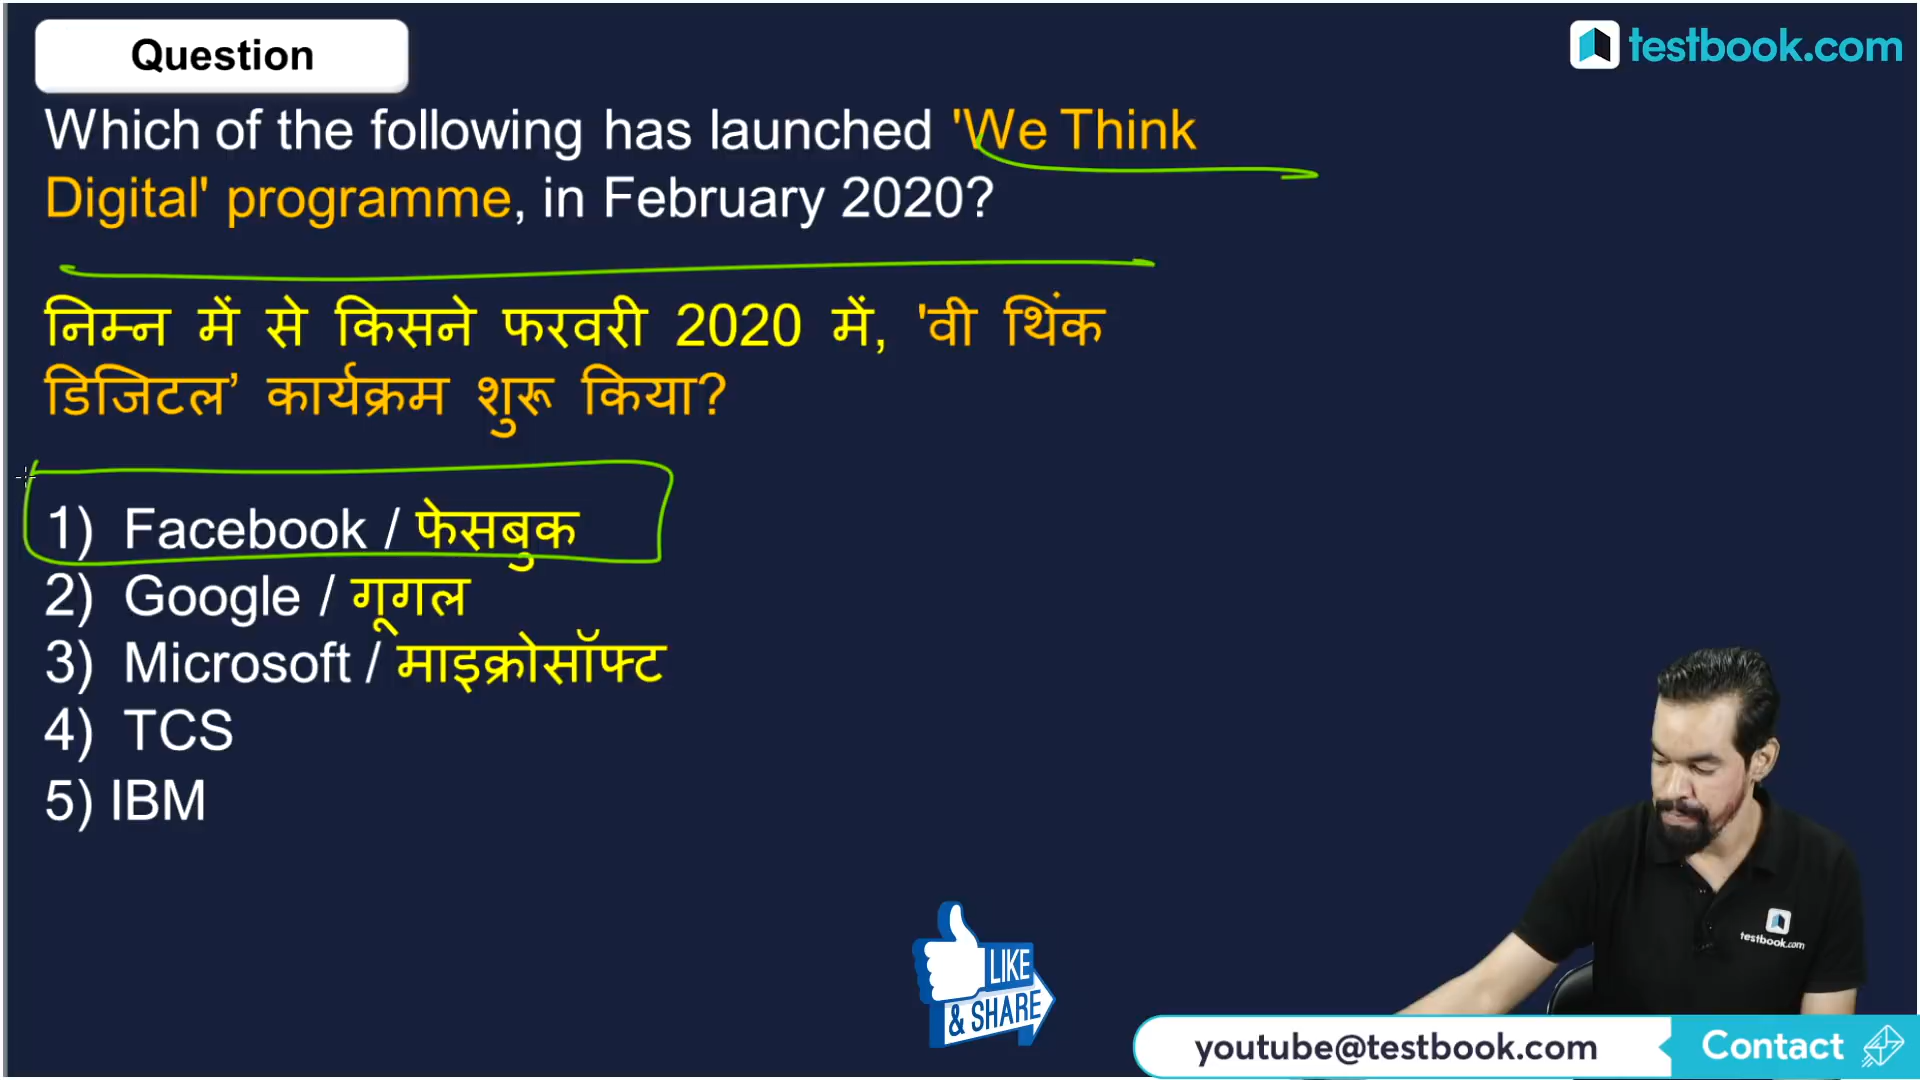 Question
testbook.com
Which of the following has launched 'We Think
Digital' programme, in February 2020?
निम्न में से किसने फरवरी 2020 में, 'वी थिंक
डिजिटल’ कार्यक्रम शुरू किया?
1) Facebook / फेसबुक
2) Google / गूगल
3) Microsoft / माइक्रोसॉफ्ट
4) TCS
5) IBM
testbook.com
LIKE
& SHARE
youtube@testbook.com
Contact